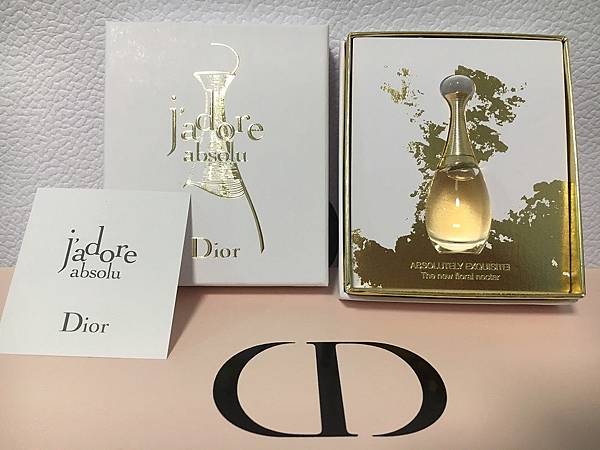 j'adore
absolu
Dior
j'adore
absolu
Dior
ABSOLUTELY EXQUISITE
The new floral nectar
CD